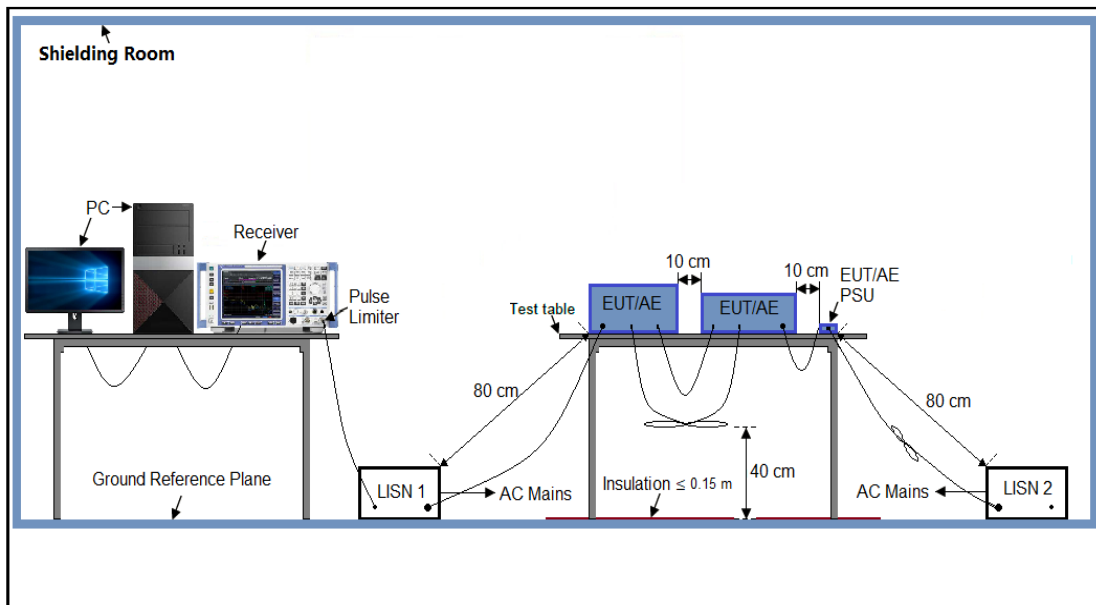 Shielding Room
PC
Receiver
Pulse
Limiter
Test table
EUT/AE
10 cm
EUT/AE
10 cm
EUT/AE
PSU
80 cm
80 cm
40 cm
Ground Reference Plane
LISN 1
AC Mains
Insulation ≤ 0.15 m
AC Mains
LISN 2